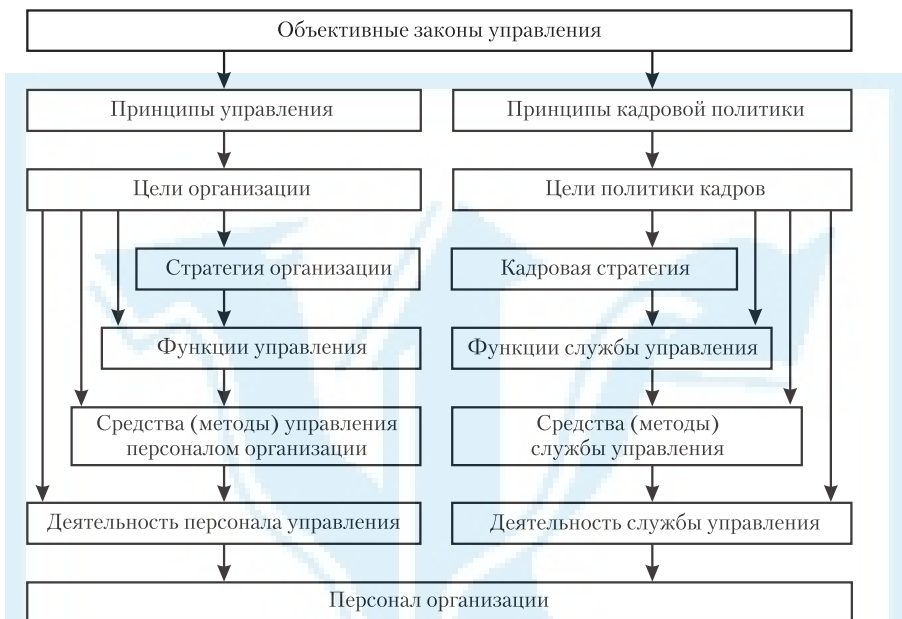 Объективные законы управления
Принципы управления
Принципы кадровой политики
Цели организации
Цели политики кадров
Стратегия организации
Кадровая стратегия
Функции управления
Функции службы управления
Средства (методы) управления
персоналом организации
Средства (методы)
службы управления
Деятельность персонала управления
Деятельность службы управления
Персонал организации